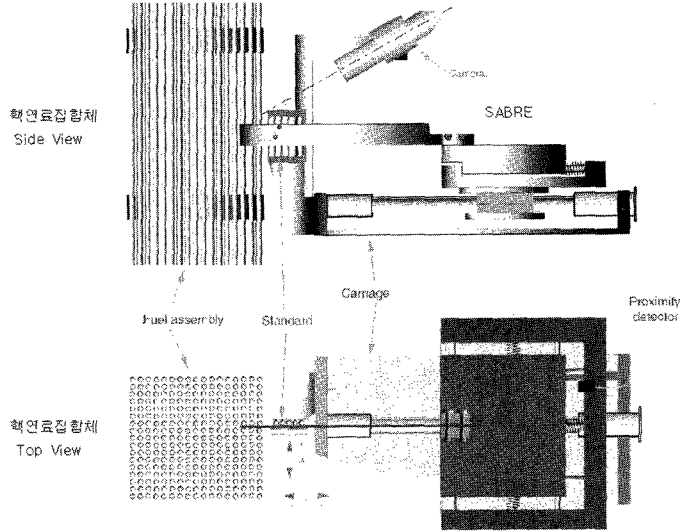 Camera
핵연료집합체
Side View
SABRE
Fuel assembly
Standard
Carriage
Proximity
detector
핵연료집합체
Top View